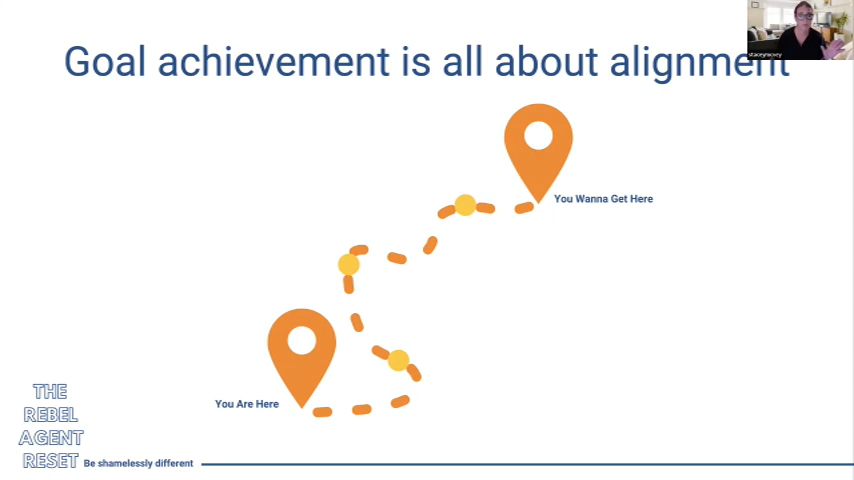 Goal achievement is all about alignment
staceymcvey
You Wanna Get Here
You Are Here
THE
REBEL
AGENT
RESET
Be shamelessly different